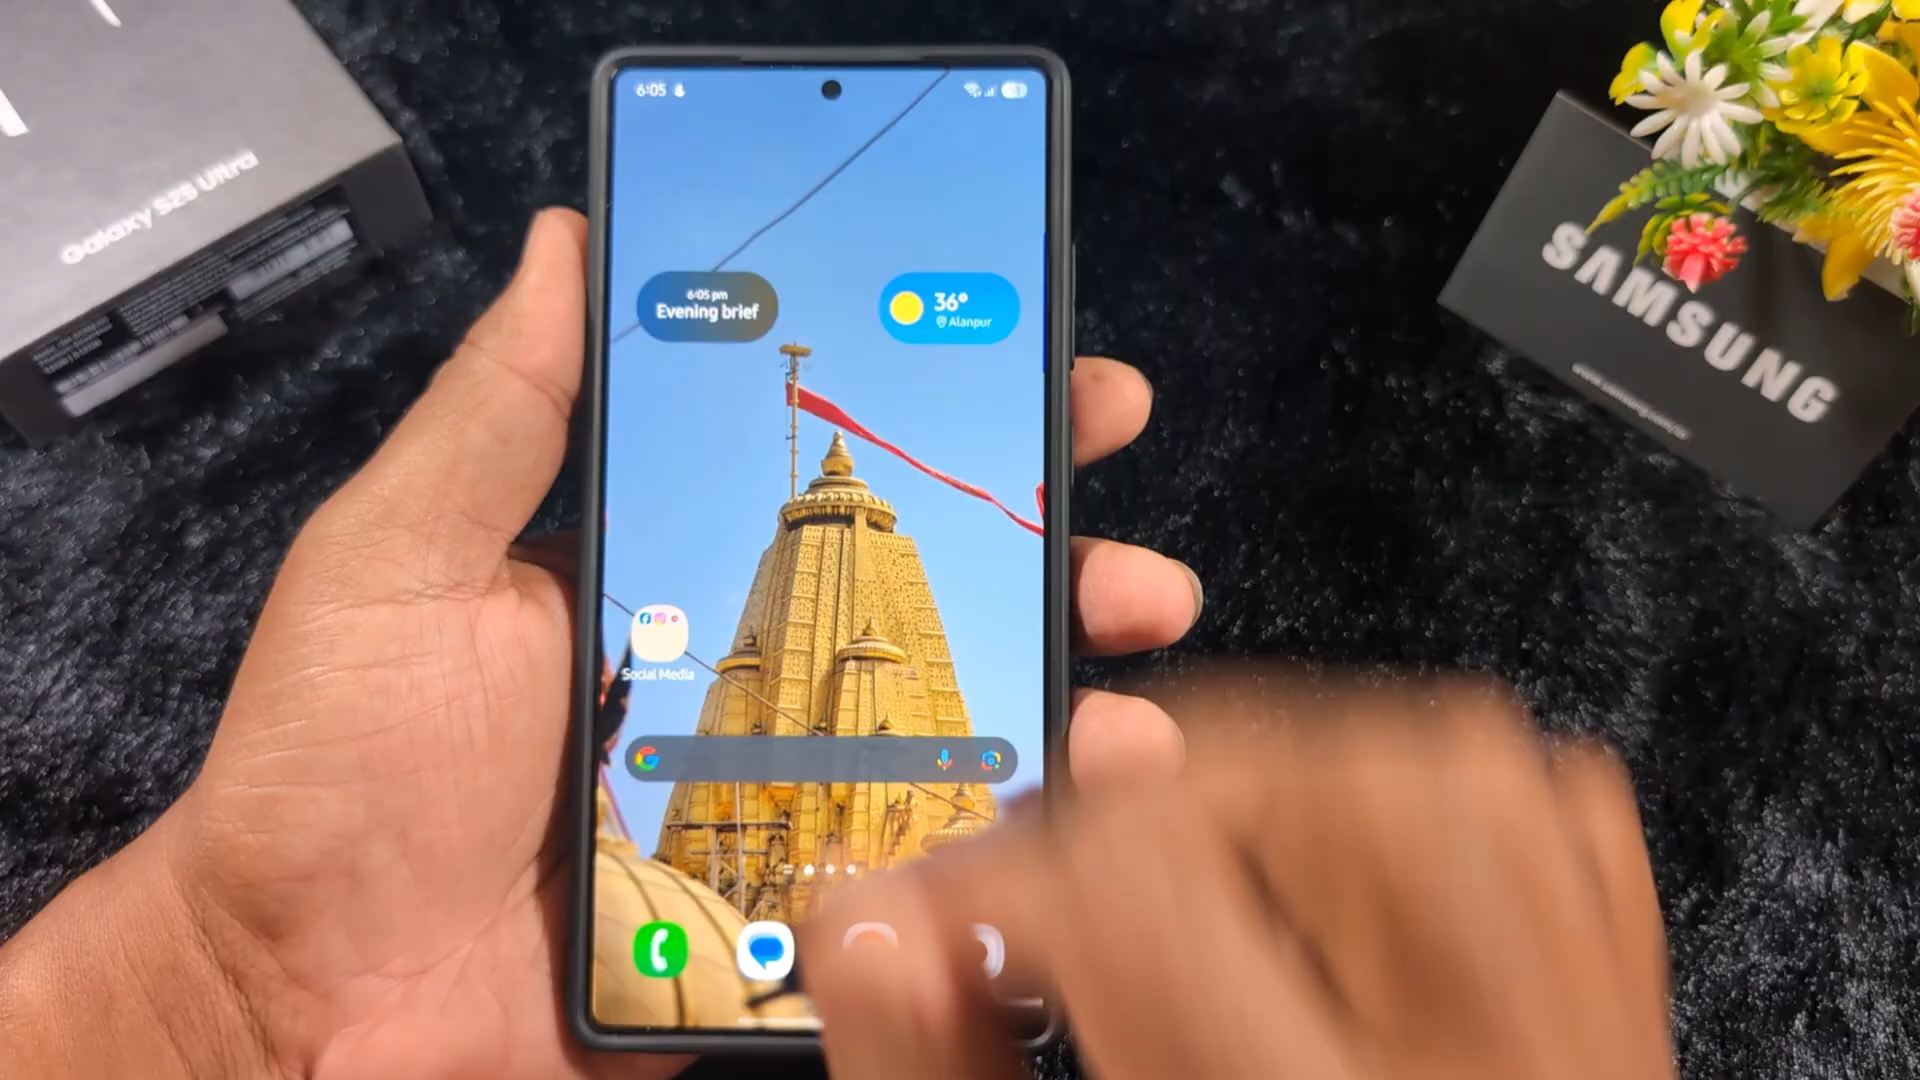 Galaxy S25 Ultra
6:05
6:05 pm
Evening brief
36°
Alanpur
Social Media
SAMSUNG